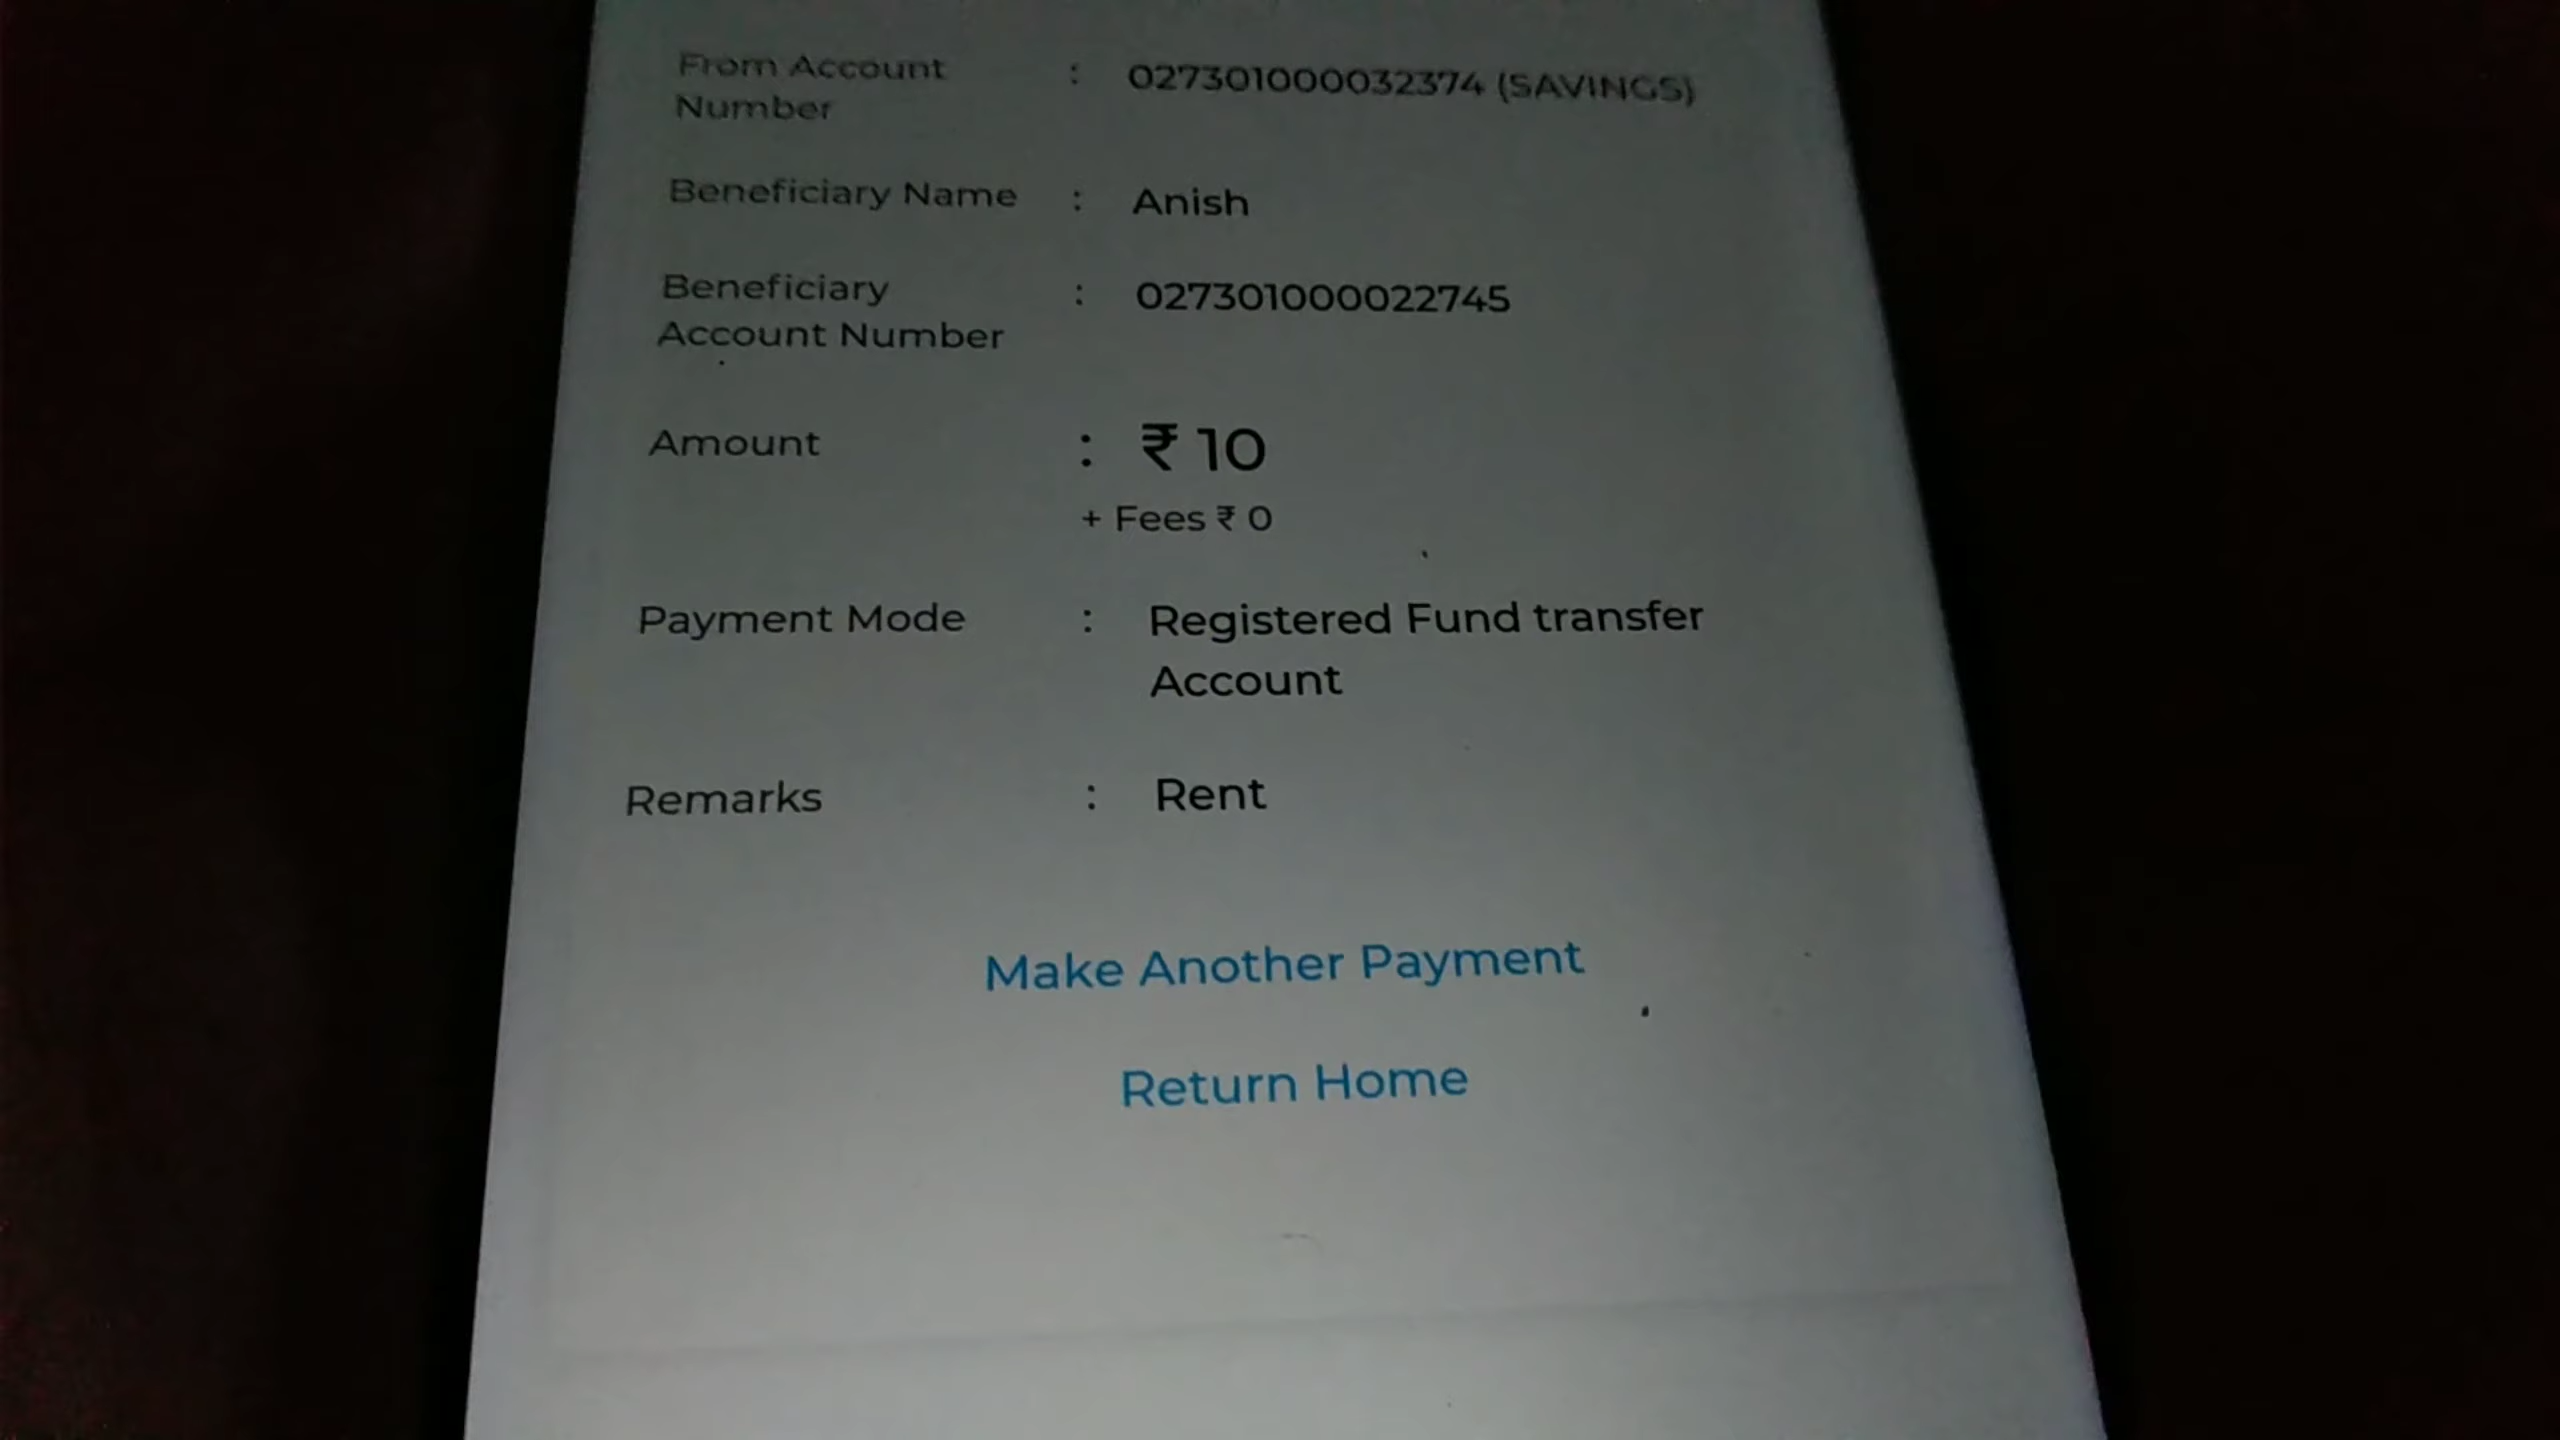 From Account : 027301000032374 (SAVINGS)
Number
Beneficiary Name : Anish
Beneficiary : 027301000022745
Account Number
Amount : ₹ 10
+ Fees ₹ 0
Payment Mode : Registered Fund transfer
Account
Remarks : Rent
Make Another Payment
Return Home